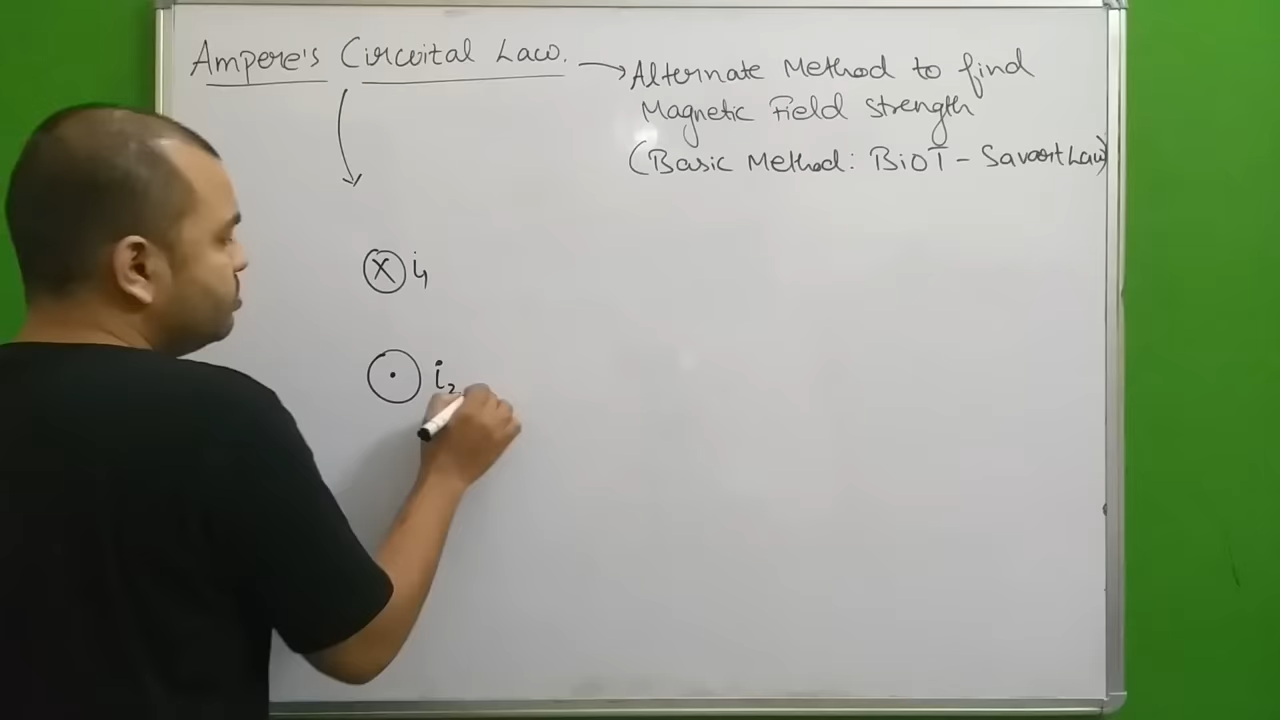 Ampere's Circuital Law. → Alternate Method to find
Magnetic Field strength
(Basic Method: BiOT - Savart Law)
X i₁
i₂